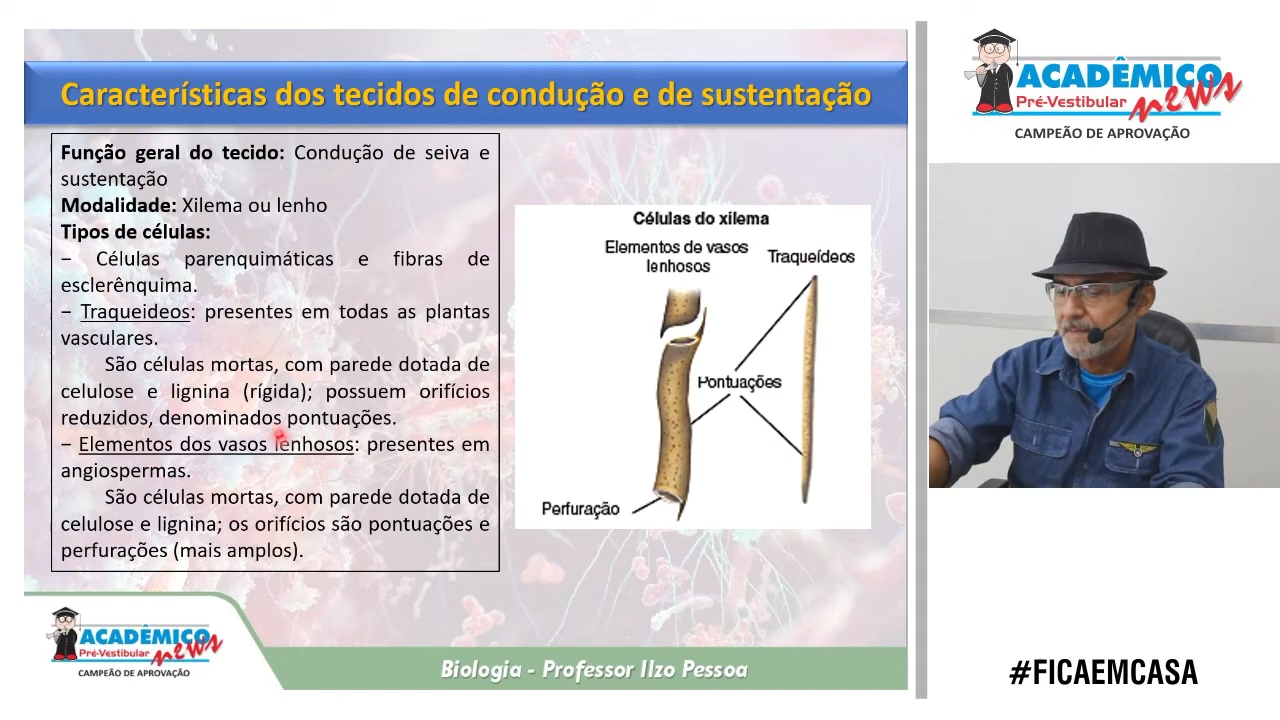 Características dos tecidos de condução e de sustentação
Função geral do tecido: Condução de seiva e
sustentação
Modalidade: Xilema ou lenho
Tipos de células:
− Células parenquimáticas e fibras de
esclerênquima.
− Traqueideos: presentes em todas as plantas
vasculares.
São células mortas, com parede dotada de
celulose e lignina (rígida); possuem orifícios
reduzidos, denominados pontuações.
− Elementos dos vasos lenhosos: presentes em
angiospermas.
São células mortas, com parede dotada de
celulose e lignina; os orifícios são pontuações e
perfurações (mais amplos).
Células do xilema
Elementos de vasos
lenhosos
Traqueídeos
Pontuações
Perfuração
ACADÊMICO
Pré-Vestibular news
CAMPEÃO DE APROVAÇÃO
Biologia - Professor Ilzo Pessoa
ACADÊMICO
Pré-Vestibular news
CAMPEÃO DE APROVAÇÃO
#FICAEMCASA